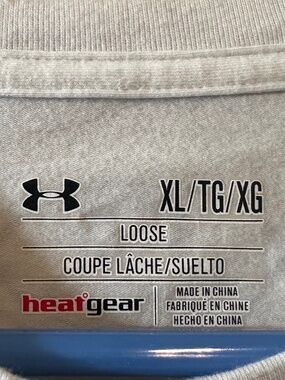 XL/TG/XG
LOOSE
COUPE LÂCHE/SUELTO
heatgear
MADE IN CHINA
FABRIQUÉ EN CHINE
HECHO EN CHINA